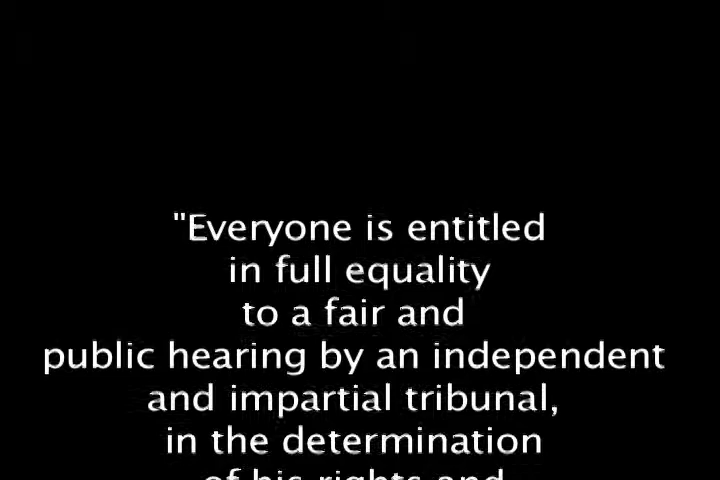 "Everyone is entitled
in full equality
to a fair and
public hearing by an independent
and impartial tribunal,
in the determination
of his rights and